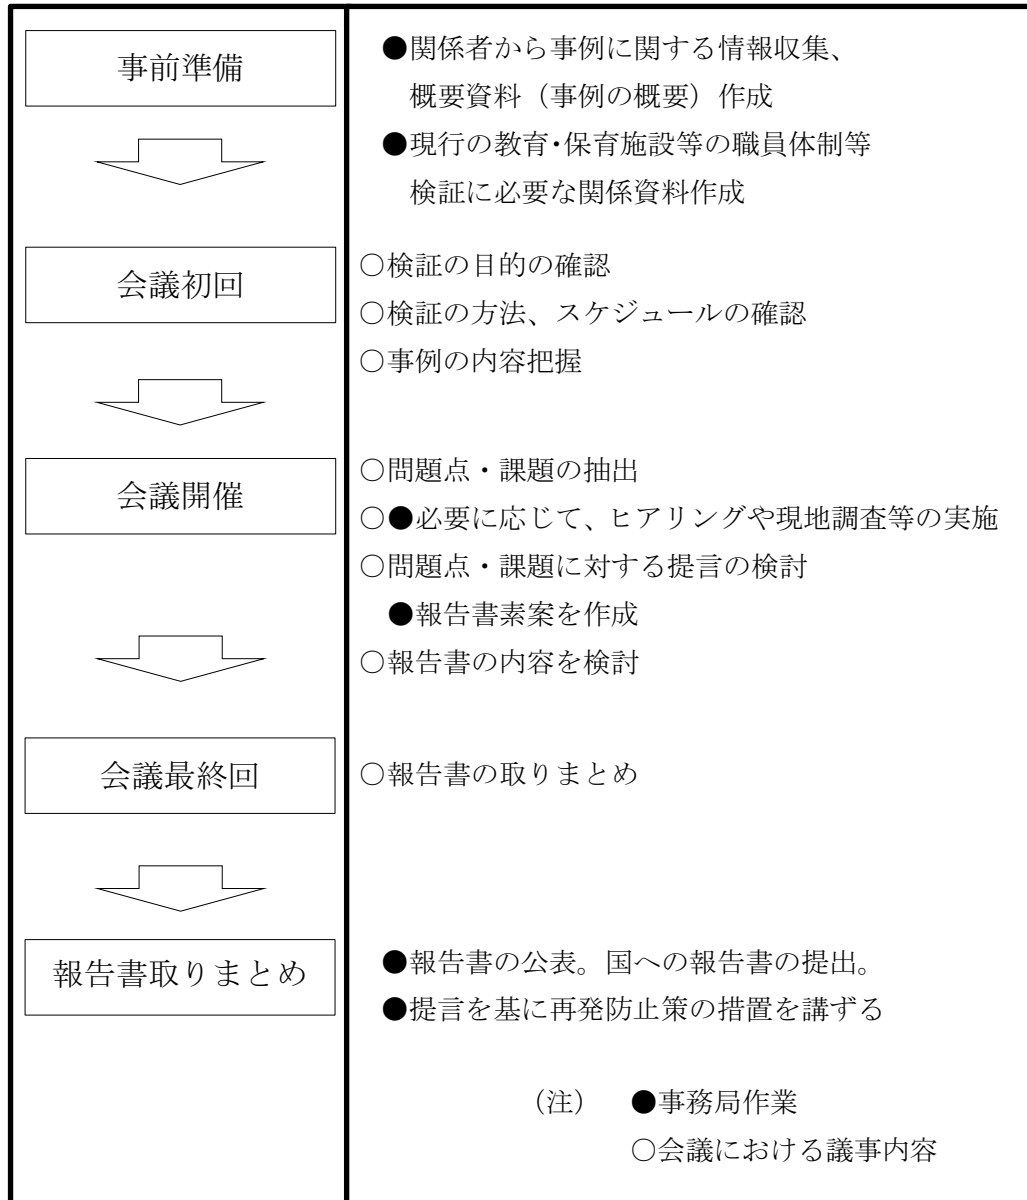 事前準備
●関係者から事例に関する情報収集、
概要資料（事例の概要）作成
●現行の教育・保育施設等の職員体制等
検証に必要な関係資料作成
会議初回
○検証の目的の確認
○検証の方法、スケジュールの確認
○事例の内容把握
会議開催
○問題点・課題の抽出
○●必要に応じて、ヒアリングや現地調査等の実施
○問題点・課題に対する提言の検討
●報告書素案を作成
○報告書の内容を検討
会議最終回
○報告書の取りまとめ
報告書取りまとめ
●報告書の公表。国への報告書の提出。
●提言を基に再発防止策の措置を講ずる
（注）　●事務局作業
○会議における議事内容